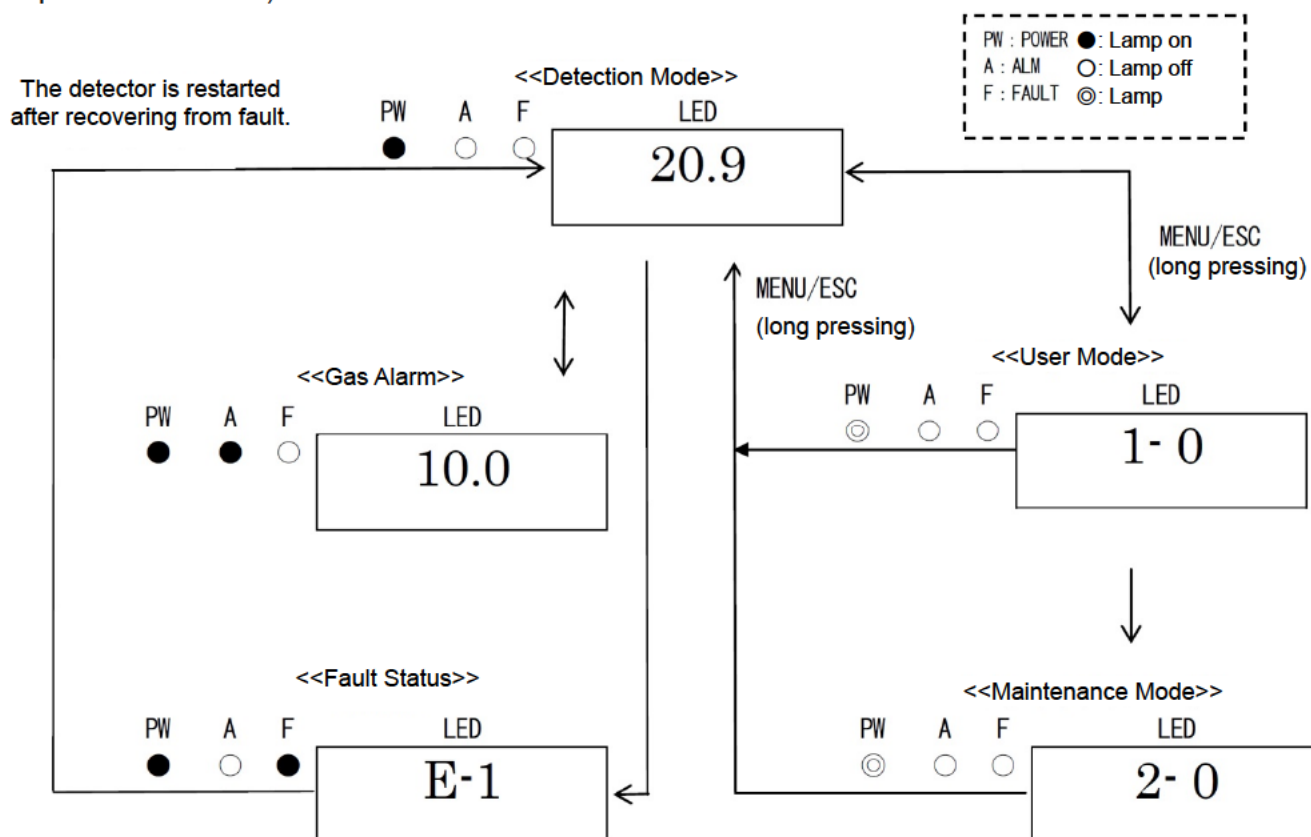 PW : POWER ●: Lamp on
A : ALM ○: Lamp off
F : FAULT ◎: Lamp
The detector is restarted
after recovering from fault.
<<Detection Mode>>
PW A F LED
20.9
MENU/ESC
(long pressing)
MENU/ESC
(long pressing)
<<Gas Alarm>>
PW A F LED
10.0
<<User Mode>>
PW A F LED
1- 0
<<Fault Status>>
PW A F LED
E-1
<<Maintenance Mode>>
PW A F LED
2- 0